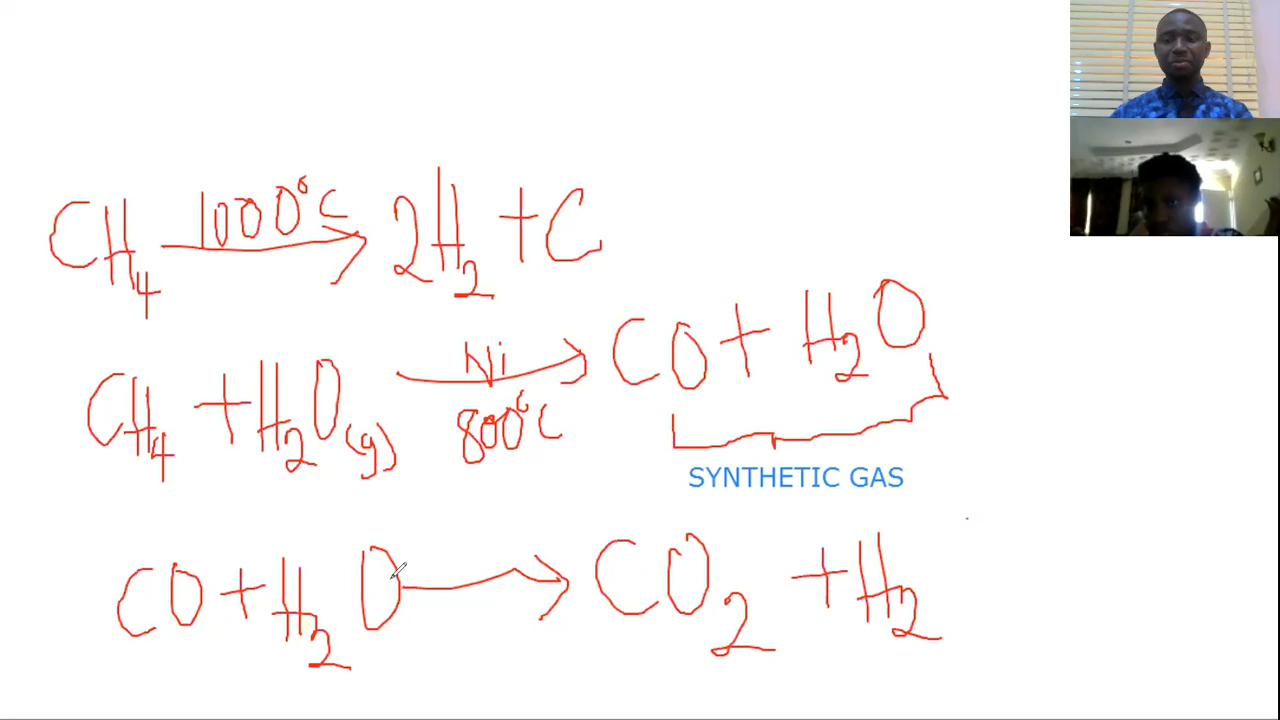 CH₄ 1000°C → 2H₂ + C
CH₄ + H₂O(g) Ni 800°C → CO + H₂O
SYNTHETIC GAS
CO + H₂O → CO₂ + H₂